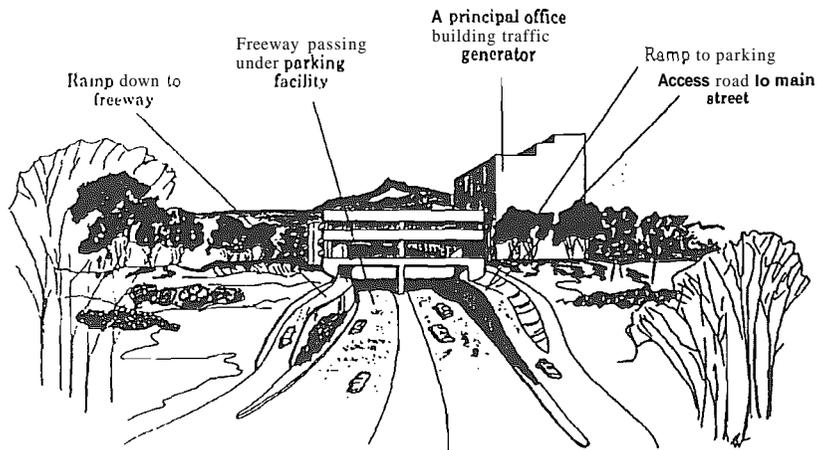 Ramp down to
freeway
Freeway passing
under parking
facility
A principal office
building traffic
generator
Ramp to parking
Access road to main
street